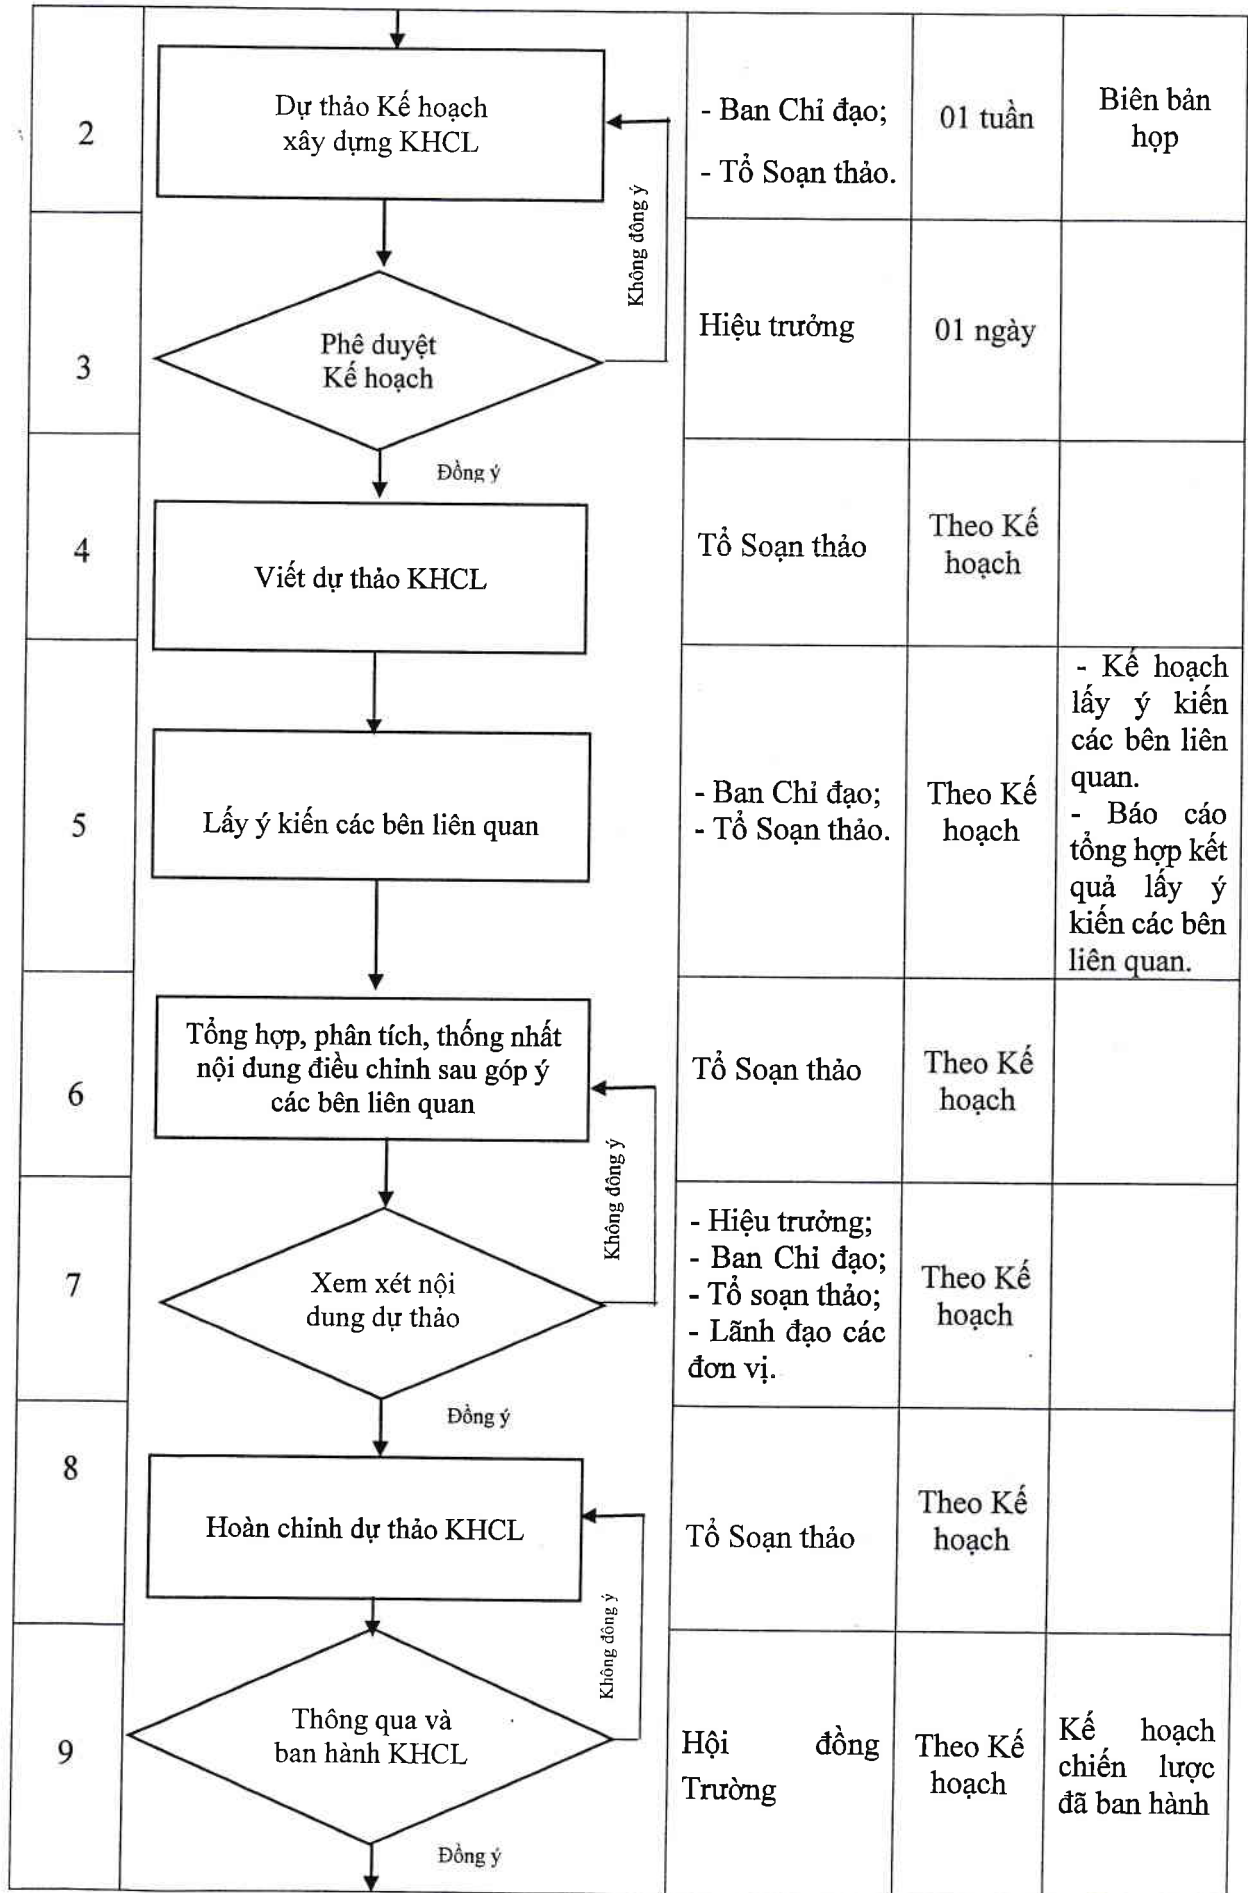 2
Dự thảo Kế hoạch
xây dựng KHCL
Không đồng ý
- Ban Chỉ đạo;
- Tổ Soạn thảo.
01 tuần
Biên bản
họp
3
Phê duyệt
Kế hoạch
Đồng ý
Hiệu trưởng
01 ngày
4
Viết dự thảo KHCL
Tổ Soạn thảo
Theo Kế
hoạch
5
Lấy ý kiến các bên liên quan
- Ban Chỉ đạo;
- Tổ Soạn thảo.
Theo Kế
hoạch
- Kế hoạch
lấy ý kiến
các bên liên
quan.
- Báo cáo
tổng hợp kết
quả lấy ý
kiến các bên
liên quan.
6
Tổng hợp, phân tích, thống nhất
nội dung điều chỉnh sau góp ý
các bên liên quan
Không đồng ý
Tổ Soạn thảo
Theo Kế
hoạch
7
Xem xét nội
dung dự thảo
Đồng ý
- Hiệu trưởng;
- Ban Chỉ đạo;
- Tổ soạn thảo;
- Lãnh đạo các
đơn vị.
Theo Kế
hoạch
8
Hoàn chỉnh dự thảo KHCL
Không đồng ý
Tổ Soạn thảo
Theo Kế
hoạch
9
Thông qua và
ban hành KHCL
Đồng ý
Hội đồng
Trường
Theo Kế
hoạch
Kế hoạch
chiến lược
đã ban hành